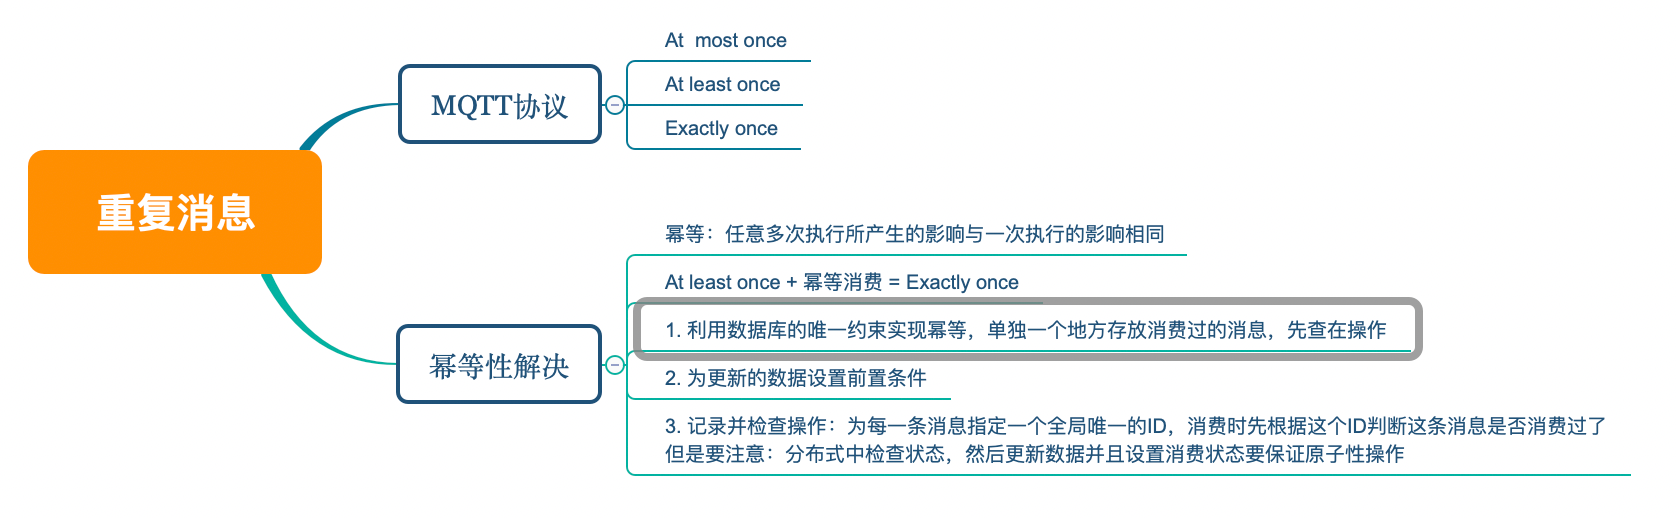 重复消息
MQTT协议
At  most once
At least once
Exactly once
幂等性解决
幂等：任意多次执行所产生的影响与一次执行的影响相同
At least once + 幂等消费 = Exactly once
1. 利用数据库的唯一约束实现幂等，单独一个地方存放消费过的消息，先查在操作
2. 为更新的数据设置前置条件
3. 记录并检查操作：为每一条消息指定一个全局唯一的ID，消费时先根据这个ID判断这条消息是否消费过了
但是要注意：分布式中检查状态，然后更新数据并且设置消费状态要保证原子性操作